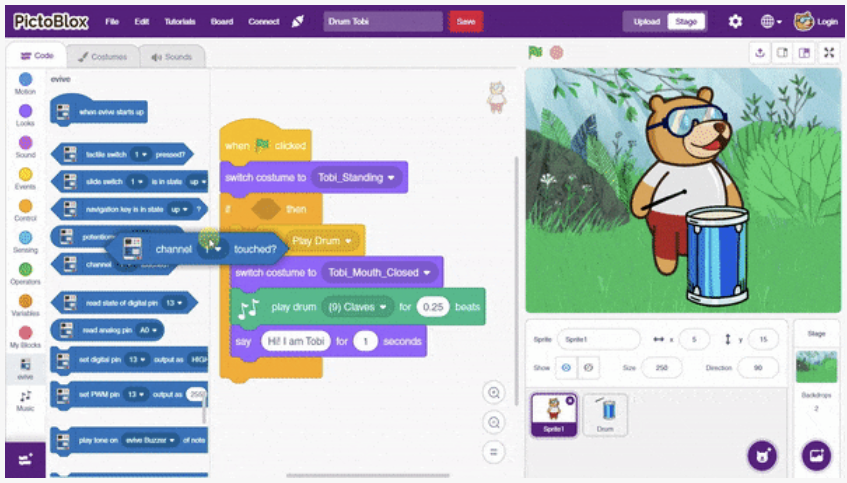 PictoBlox File Edit Tutorials Board Connect Drum Tobi Save Upload Stage Login
Code Costumes Sounds
Motion
Looks
Sound
Events
Control
Sensing
Operators
Variables
My Blocks
evive
Music
evive
when evive starts up
tactile switch 1 pressed?
slide switch 1 is in state up
navigation key is in state up ?
channel
read state of digital pin 13
read analog pin A0
set digital pin 13 output as HIGH
set PWM pin 13 output as 255
play tone on evive Buzzer of note
when clicked
switch costume to Tobi_Standing
if then
Play Drum
channel 1 touched?
switch costume to Tobi_Mouth_Closed
play drum (9) Claves for 0.25 beats
say Hi! I am Tobi for 1 seconds
Sprite Sprite1 x 5 y 15
Show Size 250 Direction 90
Sprite1 Drum
Stage
Backdrops
2